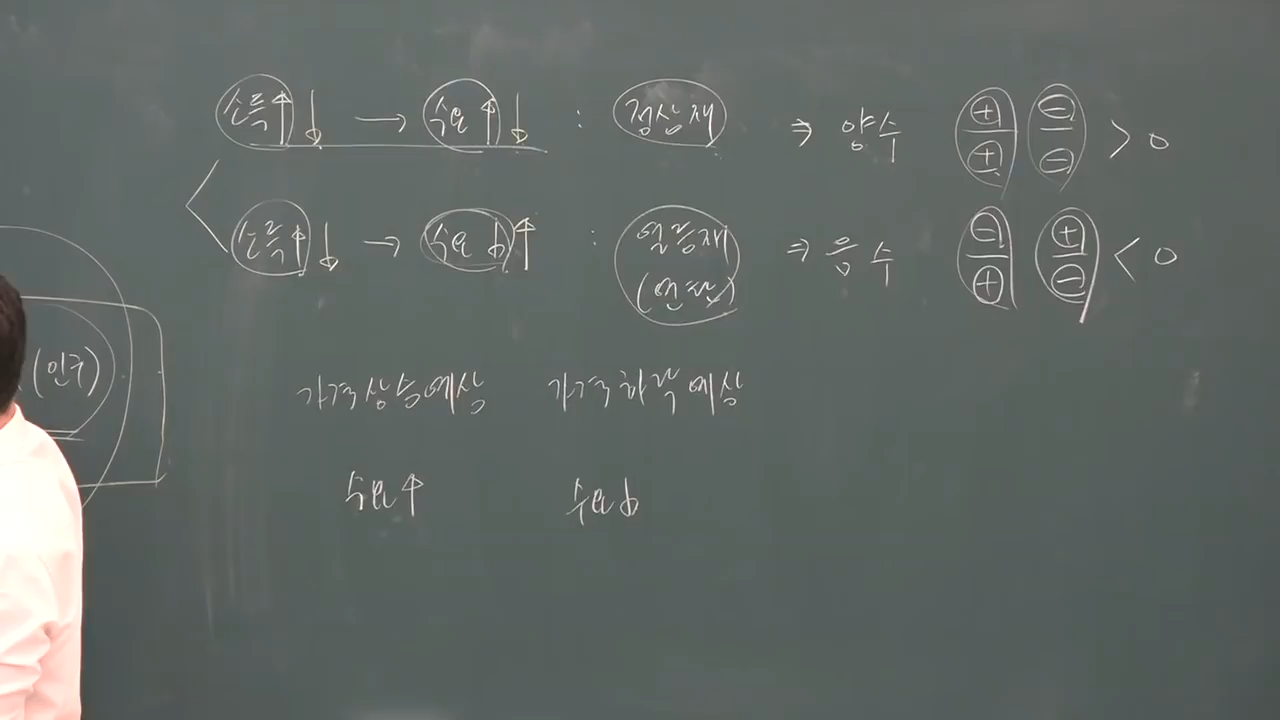 소득↑↓ → 수요↑↓ : 정상재 ⇒ 양수 ⊕/⊕ ⊖/⊖ > 0
소득↑↓ → 수요↓↑ : 열등재 ⇒ 음수 ⊖/⊕ ⊕/⊖ < 0
(인구)
가격상승예상 가격하락예상
수요↑ 수요↓